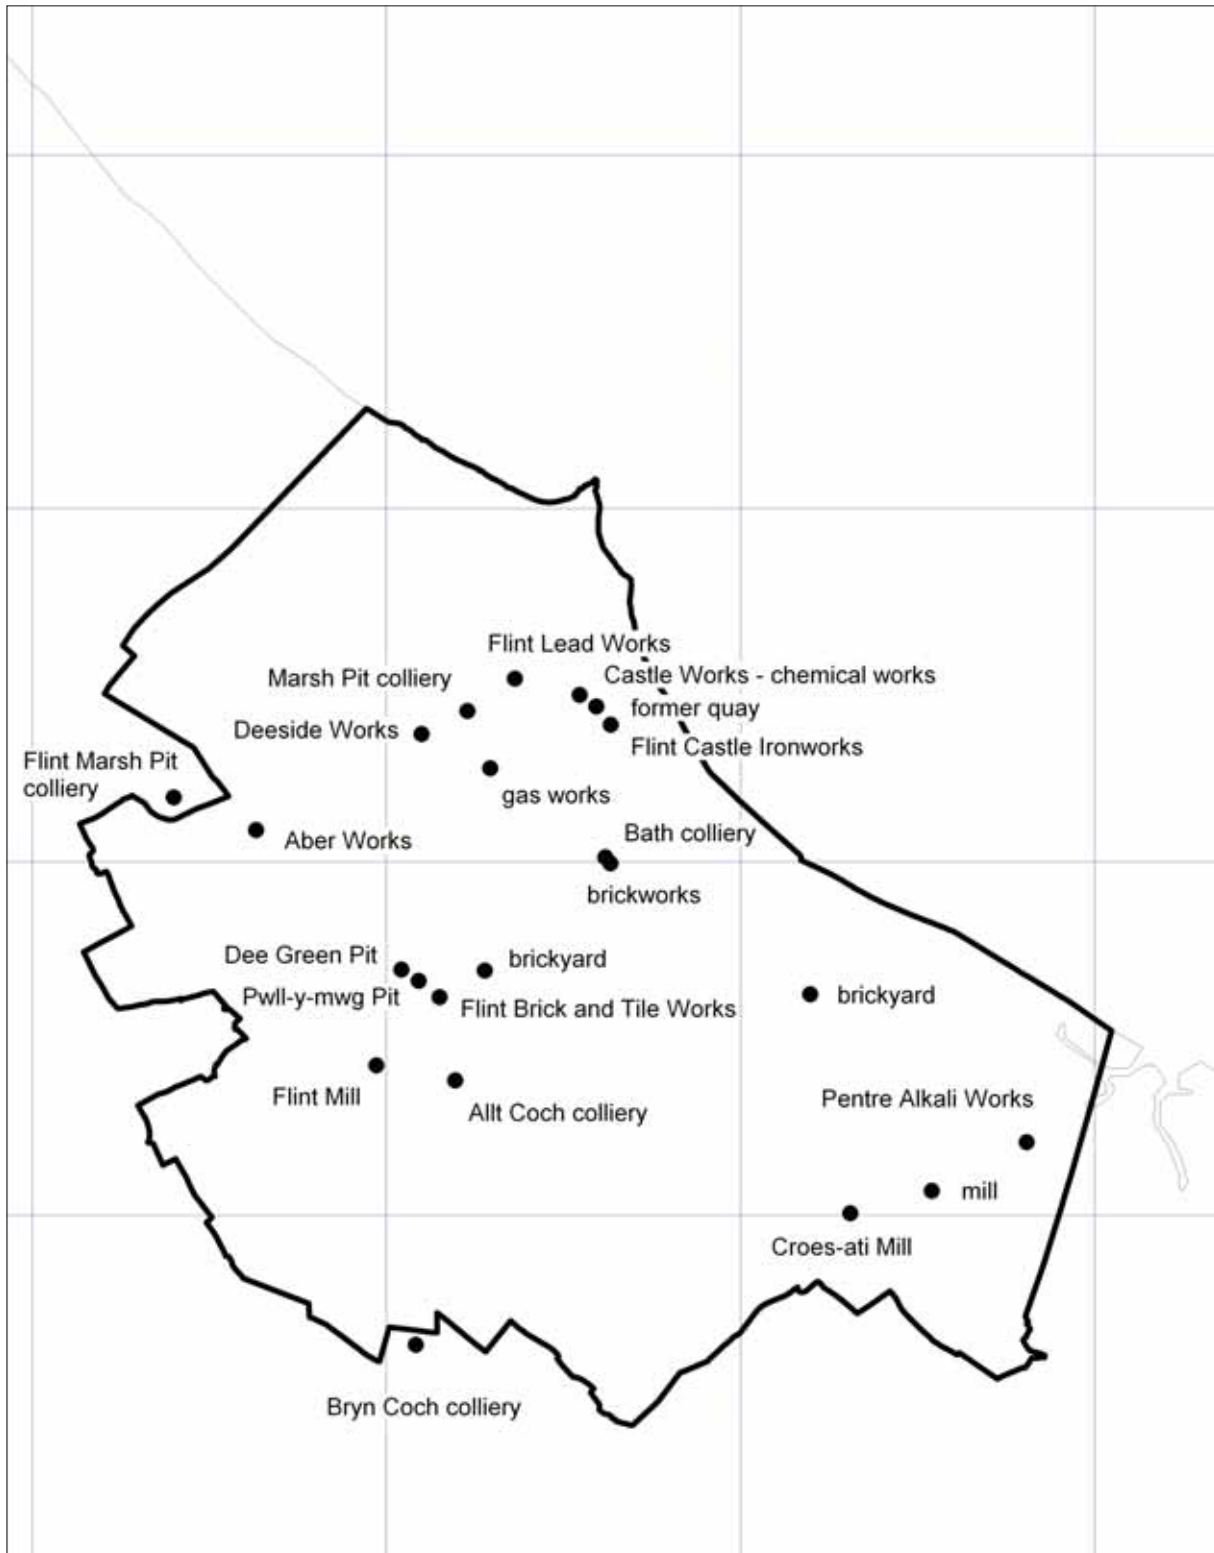 Flint Lead Works
Castle Works - chemical works
Marsh Pit colliery
former quay
Deeside Works
Flint Castle Ironworks
Flint Marsh Pit
colliery
gas works
Bath colliery
Aber Works
brickworks
Dee Green Pit
brickyard
Pwll-y-mwg Pit
Flint Brick and Tile Works
brickyard
Flint Mill
Allt Coch colliery
Pentre Alkali Works
mill
Croes-ati Mill
Bryn Coch colliery